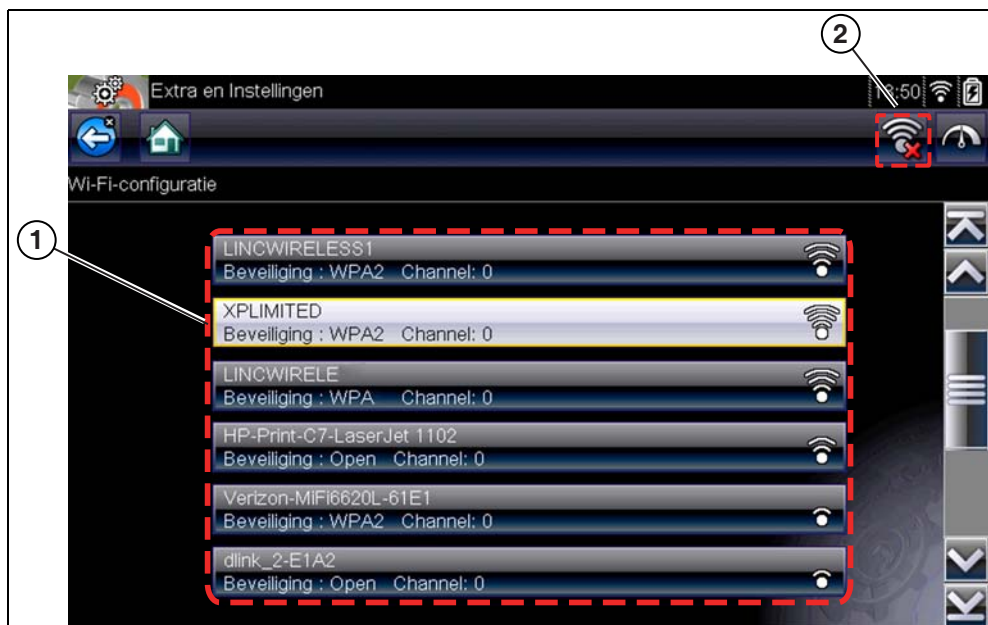 2
Extra en Instellingen
:50
Wi-Fi-configuratie
1
LINCWIRELESS1
Beveiliging : WPA2 Channel: 0
XPLIMITED
Beveiliging : WPA2 Channel: 0
LINCWIRELE
Beveiliging : WPA Channel: 0
HP-Print-C7-LaserJet 1102
Beveiliging : Open Channel: 0
Verizon-MiFi6620L-61E1
Beveiliging : WPA2 Channel: 0
dlink_2-E1A2
Beveiliging : Open Channel: 0